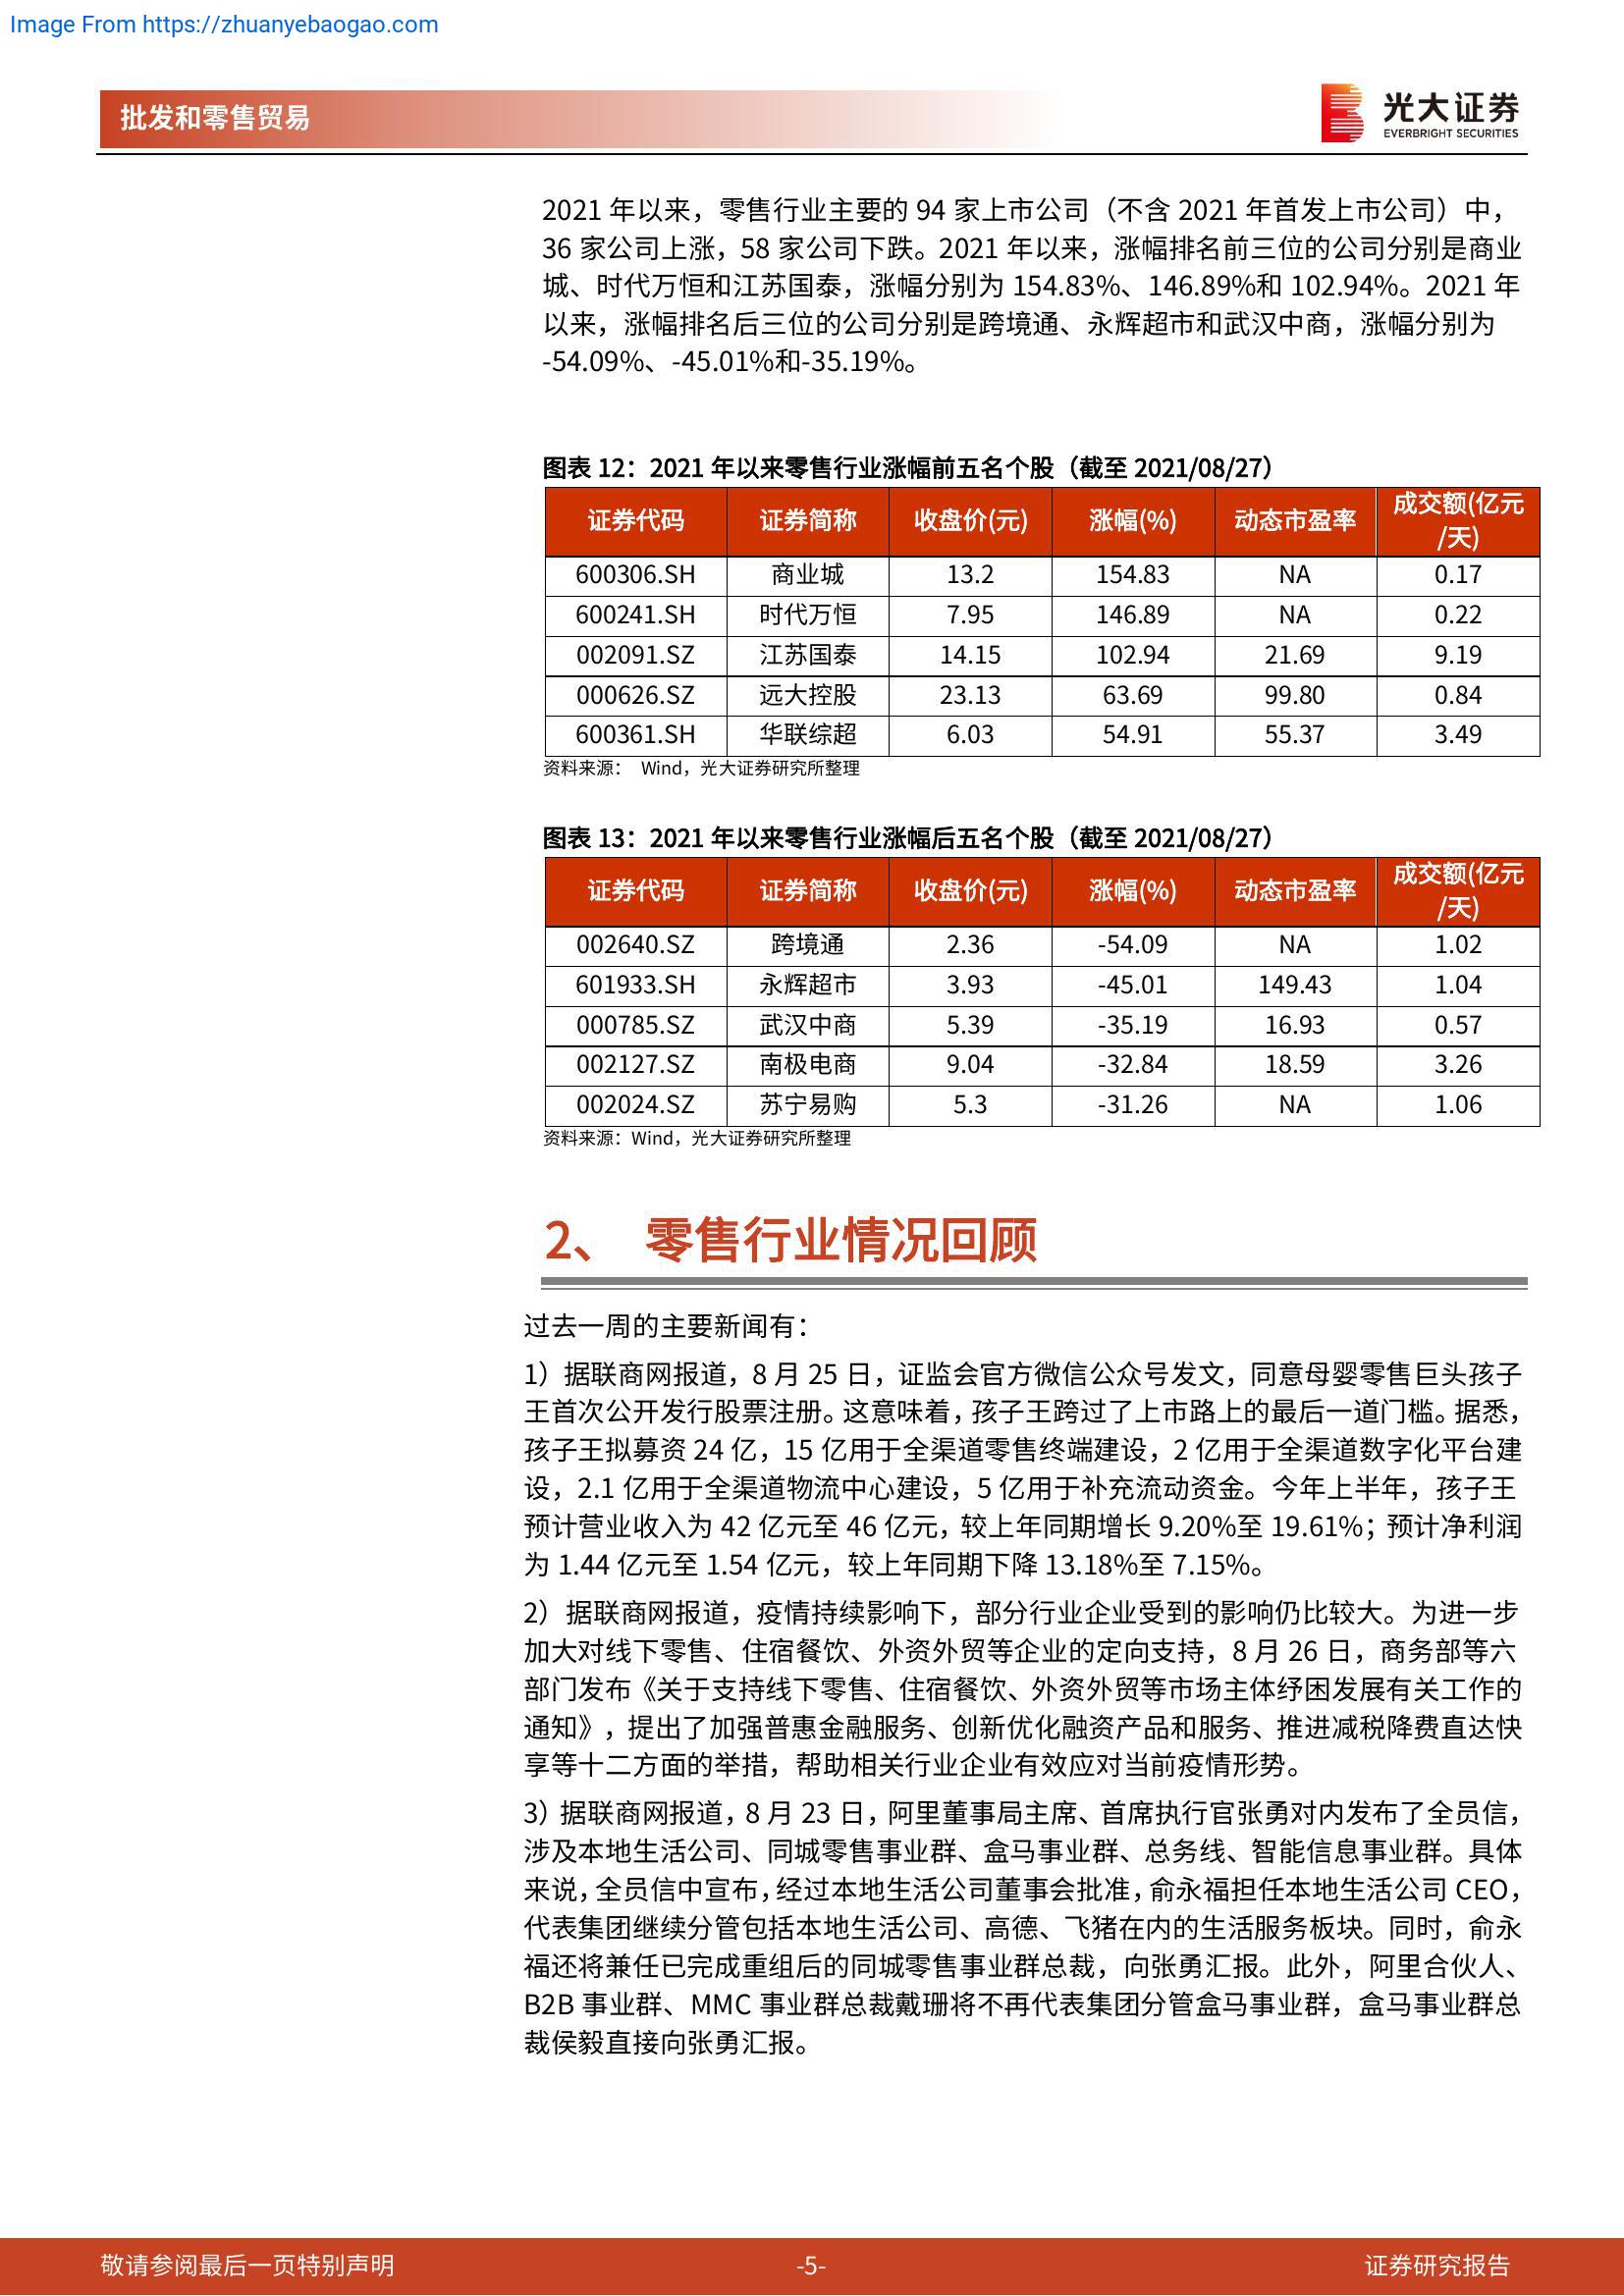 Image From https://zhuanyebaogao.com
批发和零售贸易
光大证券
EVERBRIGHT SECURITIES
2021 年以来，零售行业主要的 94 家上市公司（不含 2021 年首发上市公司）中，
36 家公司上涨，58 家公司下跌。2021 年以来，涨幅排名前三位的公司分别是商业
城、时代万恒和江苏国泰，涨幅分别为 154.83%、146.89%和 102.94%。2021 年
以来，涨幅排名后三位的公司分别是跨境通、永辉超市和武汉中商，涨幅分别为
-54.09%、-45.01%和-35.19%。
图表 12：2021 年以来零售行业涨幅前五名个股（截至 2021/08/27）
证券代码 证券简称 收盘价(元) 涨幅(%) 动态市盈率 成交额(亿元
/天)
600306.SH 商业城 13.2 154.83 NA 0.17
600241.SH 时代万恒 7.95 146.89 NA 0.22
002091.SZ 江苏国泰 14.15 102.94 21.69 9.19
000626.SZ 远大控股 23.13 63.69 99.80 0.84
600361.SH 华联综超 6.03 54.91 55.37 3.49
资料来源： Wind，光大证券研究所整理
图表 13：2021 年以来零售行业涨幅后五名个股（截至 2021/08/27）
证券代码 证券简称 收盘价(元) 涨幅(%) 动态市盈率 成交额(亿元
/天)
002640.SZ 跨境通 2.36 -54.09 NA 1.02
601933.SH 永辉超市 3.93 -45.01 149.43 1.04
000785.SZ 武汉中商 5.39 -35.19 16.93 0.57
002127.SZ 南极电商 9.04 -32.84 18.59 3.26
002024.SZ 苏宁易购 5.3 -31.26 NA 1.06
资料来源：Wind，光大证券研究所整理
2、 零售行业情况回顾
过去一周的主要新闻有：
1）据联商网报道，8 月 25 日，证监会官方微信公众号发文，同意母婴零售巨头孩子
王首次公开发行股票注册。这意味着，孩子王跨过了上市路上的最后一道门槛。据悉，
孩子王拟募资 24 亿，15 亿用于全渠道零售终端建设，2 亿用于全渠道数字化平台建
设，2.1 亿用于全渠道物流中心建设，5 亿用于补充流动资金。今年上半年，孩子王
预计营业收入为 42 亿元至 46 亿元，较上年同期增长 9.20%至 19.61%；预计净利润
为 1.44 亿元至 1.54 亿元，较上年同期下降 13.18%至 7.15%。
2）据联商网报道，疫情持续影响下，部分行业企业受到的影响仍比较大。为进一步
加大对线下零售、住宿餐饮、外资外贸等企业的定向支持，8 月 26 日，商务部等六
部门发布《关于支持线下零售、住宿餐饮、外资外贸等市场主体纾困发展有关工作的
通知》，提出了加强普惠金融服务、创新优化融资产品和服务、推进减税降费直达快
享等十二方面的举措，帮助相关行业企业有效应对当前疫情形势。
3）据联商网报道，8 月 23 日，阿里董事局主席、首席执行官张勇对内发布了全员信，
涉及本地生活公司、同城零售事业群、盒马事业群、总务线、智能信息事业群。具体
来说，全员信中宣布，经过本地生活公司董事会批准，俞永福担任本地生活公司 CEO，
代表集团继续分管包括本地生活公司、高德、飞猪在内的生活服务板块。同时，俞永
福还将兼任已完成重组后的同城零售事业群总裁，向张勇汇报。此外，阿里合伙人、
B2B 事业群、MMC 事业群总裁戴珊将不再代表集团分管盒马事业群，盒马事业群总
裁侯毅直接向张勇汇报。
敬请参阅最后一页特别声明 -5- 证券研究报告